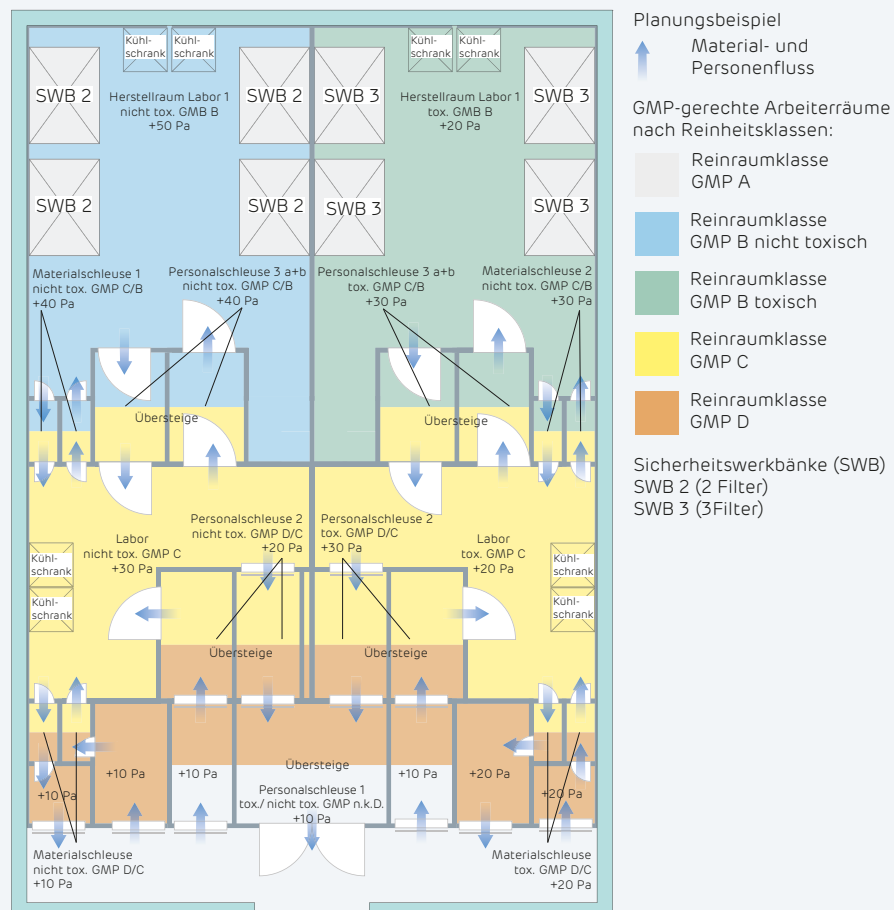 Kühl-
schrank
Kühl-
schrank
Kühl-
schrank
Kühl-
schrank
SWB 2
SWB 2
SWB 3
SWB 3
Herstellraum Labor 1
nicht tox. GMB B
+50 Pa
Herstellraum Labor 1
tox. GMB B
+20 Pa
SWB 2
SWB 2
SWB 3
SWB 3
Materialschleuse 1
nicht tox. GMP C/B
+40 Pa
Personalschleuse 3 a+b
nicht tox. GMP C/B
+40 Pa
Personalschleuse 3 a+b
tox. GMP C/B
+30 Pa
Materialschleuse 2
nicht tox. GMP C/B
+30 Pa
Übersteige
Übersteige
Labor
nicht tox. GMP C
+30 Pa
Personalschleuse 2
nicht tox. GMP D/C
+20 Pa
Personalschleuse 2
tox. GMP D/C
+30 Pa
Labor
tox. GMP C
+20 Pa
Kühl-
schrank
Kühl-
schrank
Kühl-
schrank
Kühl-
schrank
Übersteige
Übersteige
+10 Pa
+10 Pa
+10 Pa
Übersteige
Personalschleuse 1
tox./ nicht tox. GMP n.k.D.
+10 Pa
+10 Pa
+20 Pa
+20 Pa
Materialschleuse
nicht tox. GMP D/C
+10 Pa
Materialschleuse
tox. GMP D/C
+20 Pa
Planungsbeispiel
Material- und
Personenfluss
GMP-gerechte Arbeiterräume
nach Reinheitsklassen:
Reinraumklasse
GMP A
Reinraumklasse
GMP B nicht toxisch
Reinraumklasse
GMP B toxisch
Reinraumklasse
GMP C
Reinraumklasse
GMP D
Sicherheitswerkbänke (SWB)
SWB 2 (2 Filter)
SWB 3 (3Filter)